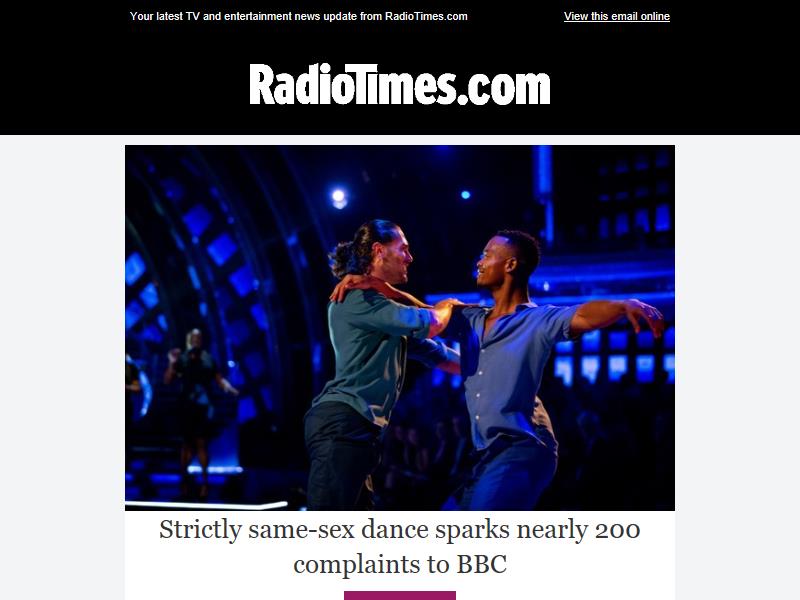 Your latest TV and entertainment news update from RadioTimes.com
View this email online
RadioTimes.com
Strictly same-sex dance sparks nearly 200
complaints to BBC